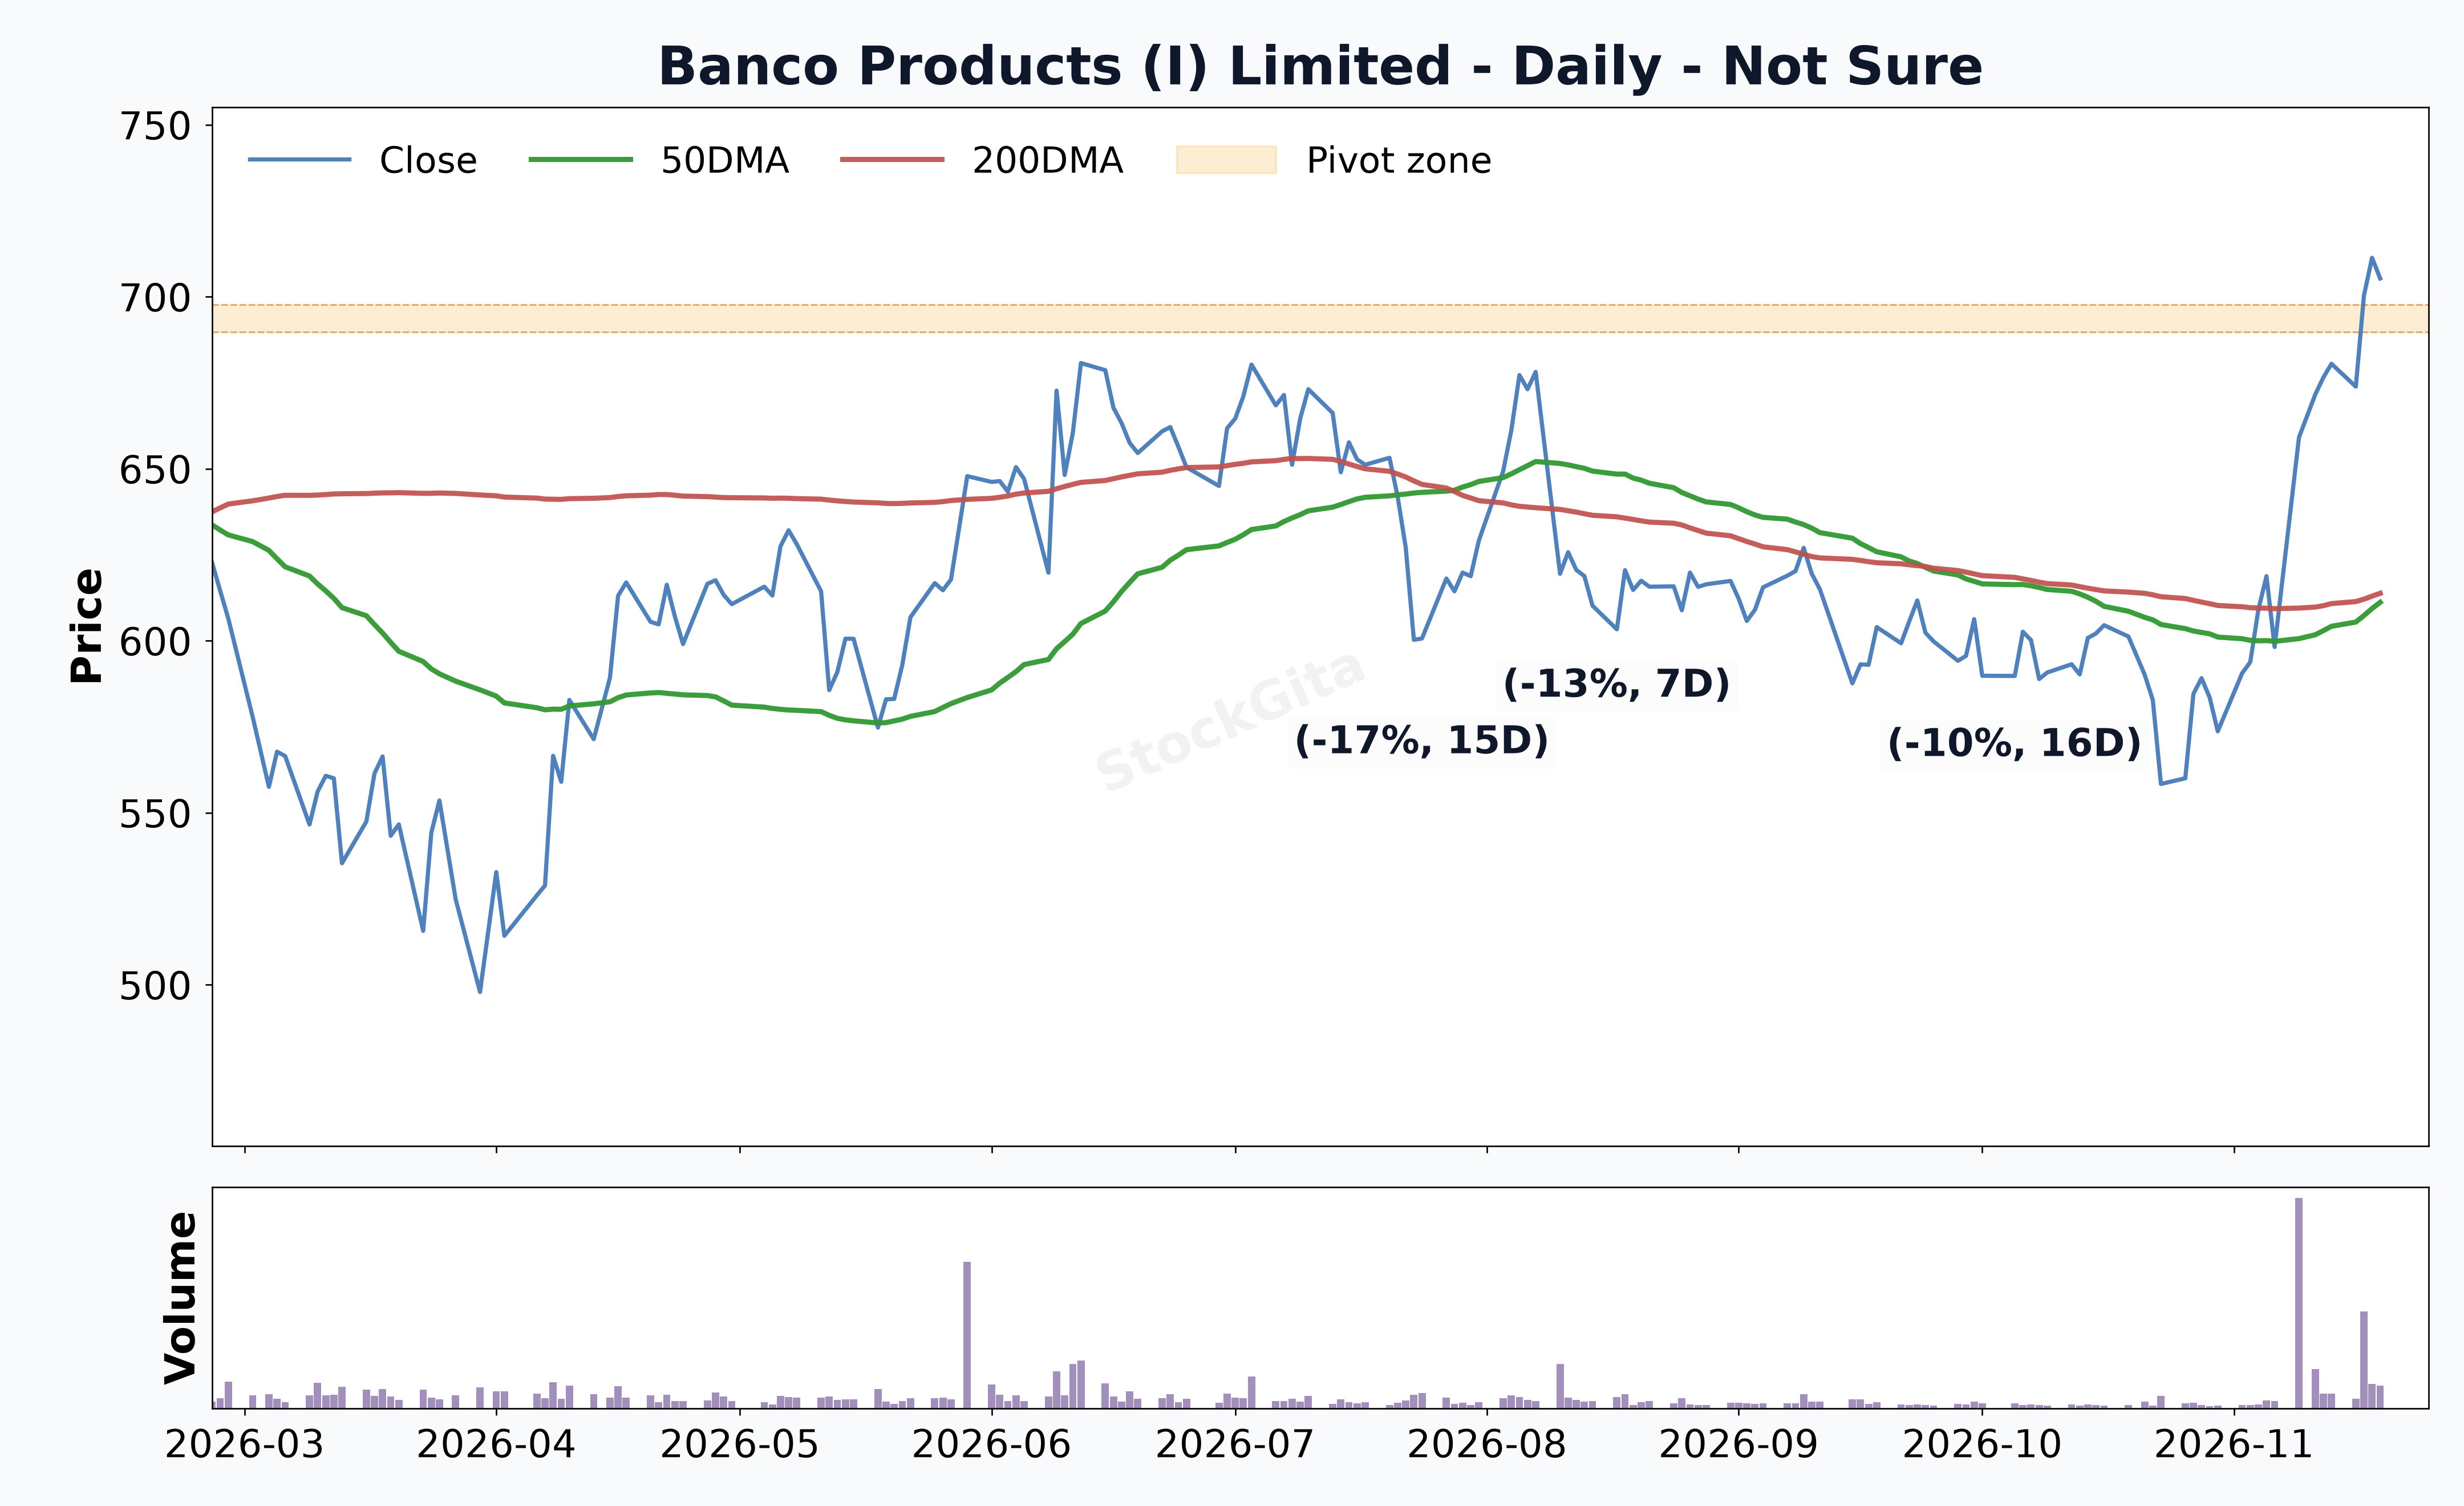 Banco Products (I) Limited - Daily - Not Sure
Close 50DMA 200DMA Pivot zone
750
700
650
600
550
500
Price
(-13%, 7D)
(-17%, 15D)
(-10%, 16D)
StockGita
Volume
2026-03 2026-04 2026-05 2026-06 2026-07 2026-08 2026-09 2026-10 2026-11